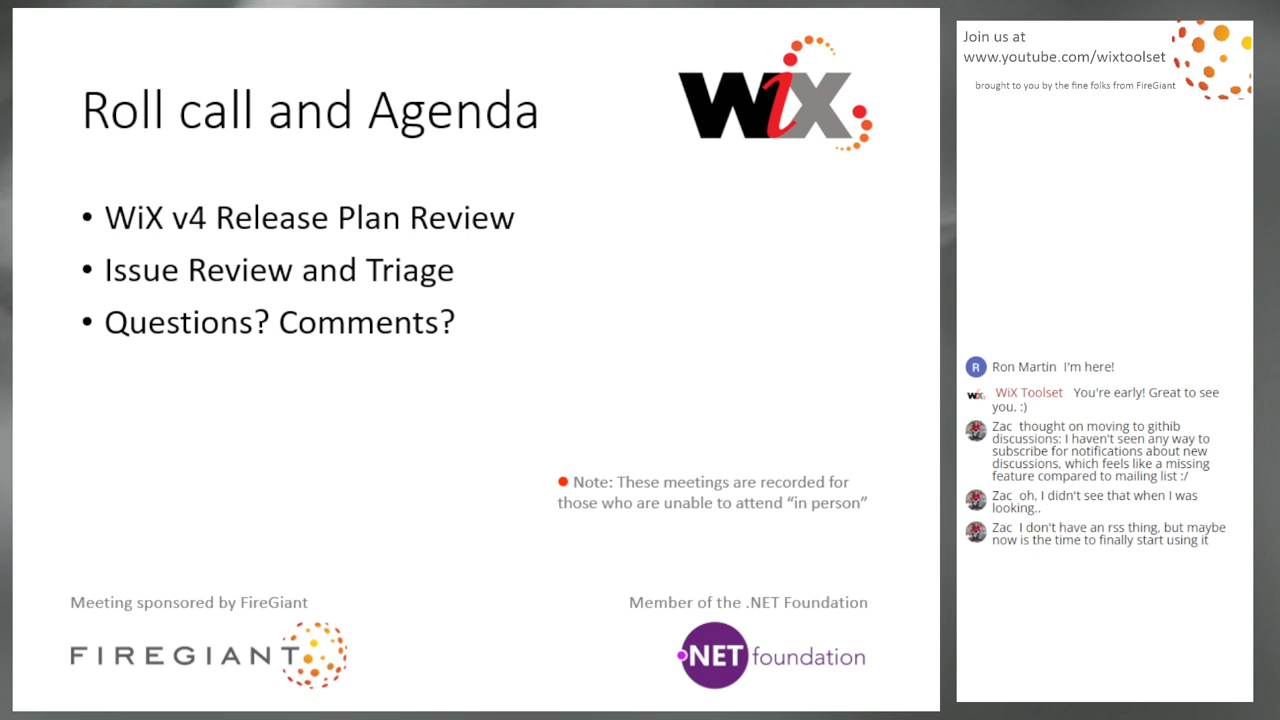 Roll call and Agenda
WiX
• WiX v4 Release Plan Review
• Issue Review and Triage
• Questions? Comments?
Note: These meetings are recorded for
those who are unable to attend “in person”
Meeting sponsored by FireGiant
Member of the .NET Foundation
FIREGIANT
.NET foundation
Join us at
www.youtube.com/wixtoolset
brought to you by the fine folks from FireGiant
R Ron Martin I'm here!
WiX WiX Toolset You're early! Great to see
you. :)
Zac thought on moving to githib
discussions: I haven't seen any way to
subscribe for notifications about new
discussions, which feels like a missing
feature compared to mailing list :/
Zac oh, I didn't see that when I was
looking..
Zac I don't have an rss thing, but maybe
now is the time to finally start using it